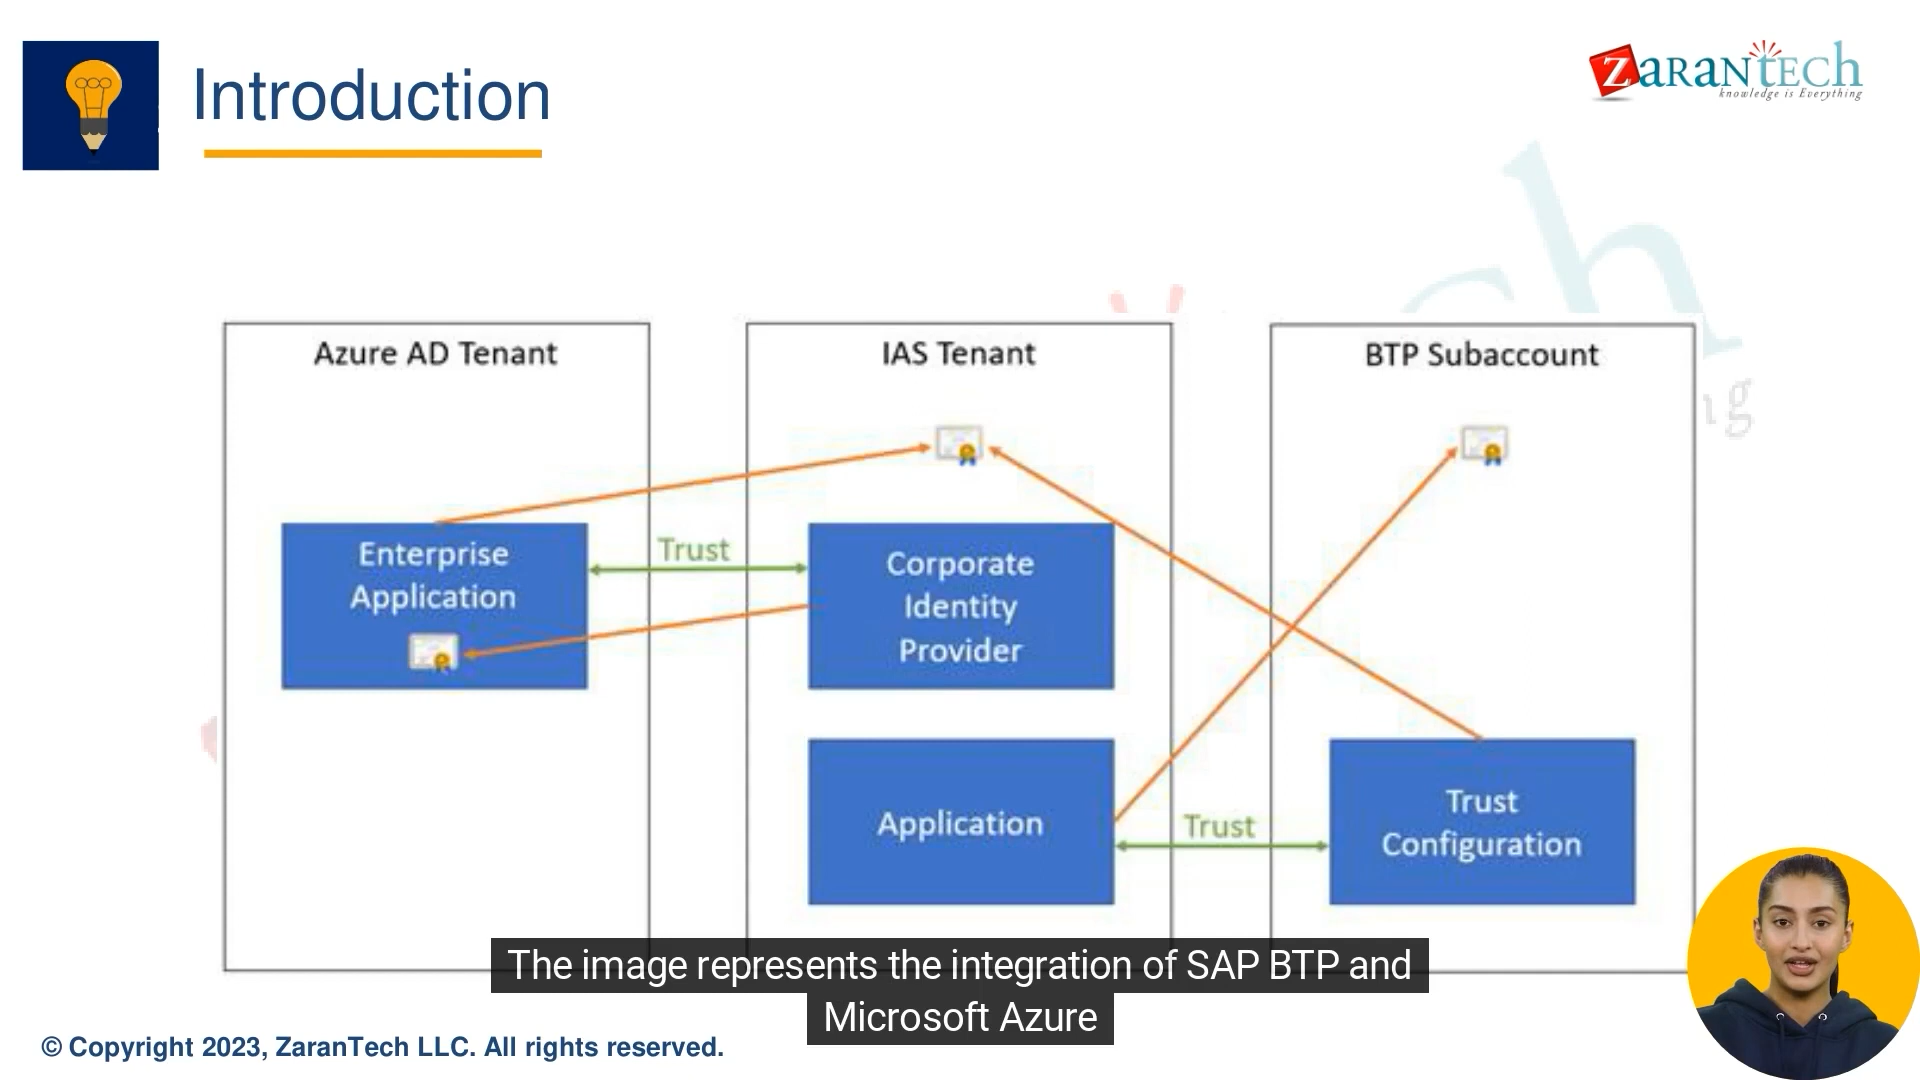 Introduction
ZaranTech
knowledge is Everything
Azure AD Tenant
IAS Tenant
BTP Subaccount
Enterprise
Application
Trust
Corporate
Identity
Provider
Application
Trust
Trust
Configuration
The image represents the integration of SAP BTP and
Microsoft Azure
© Copyright 2023, ZaranTech LLC. All rights reserved.